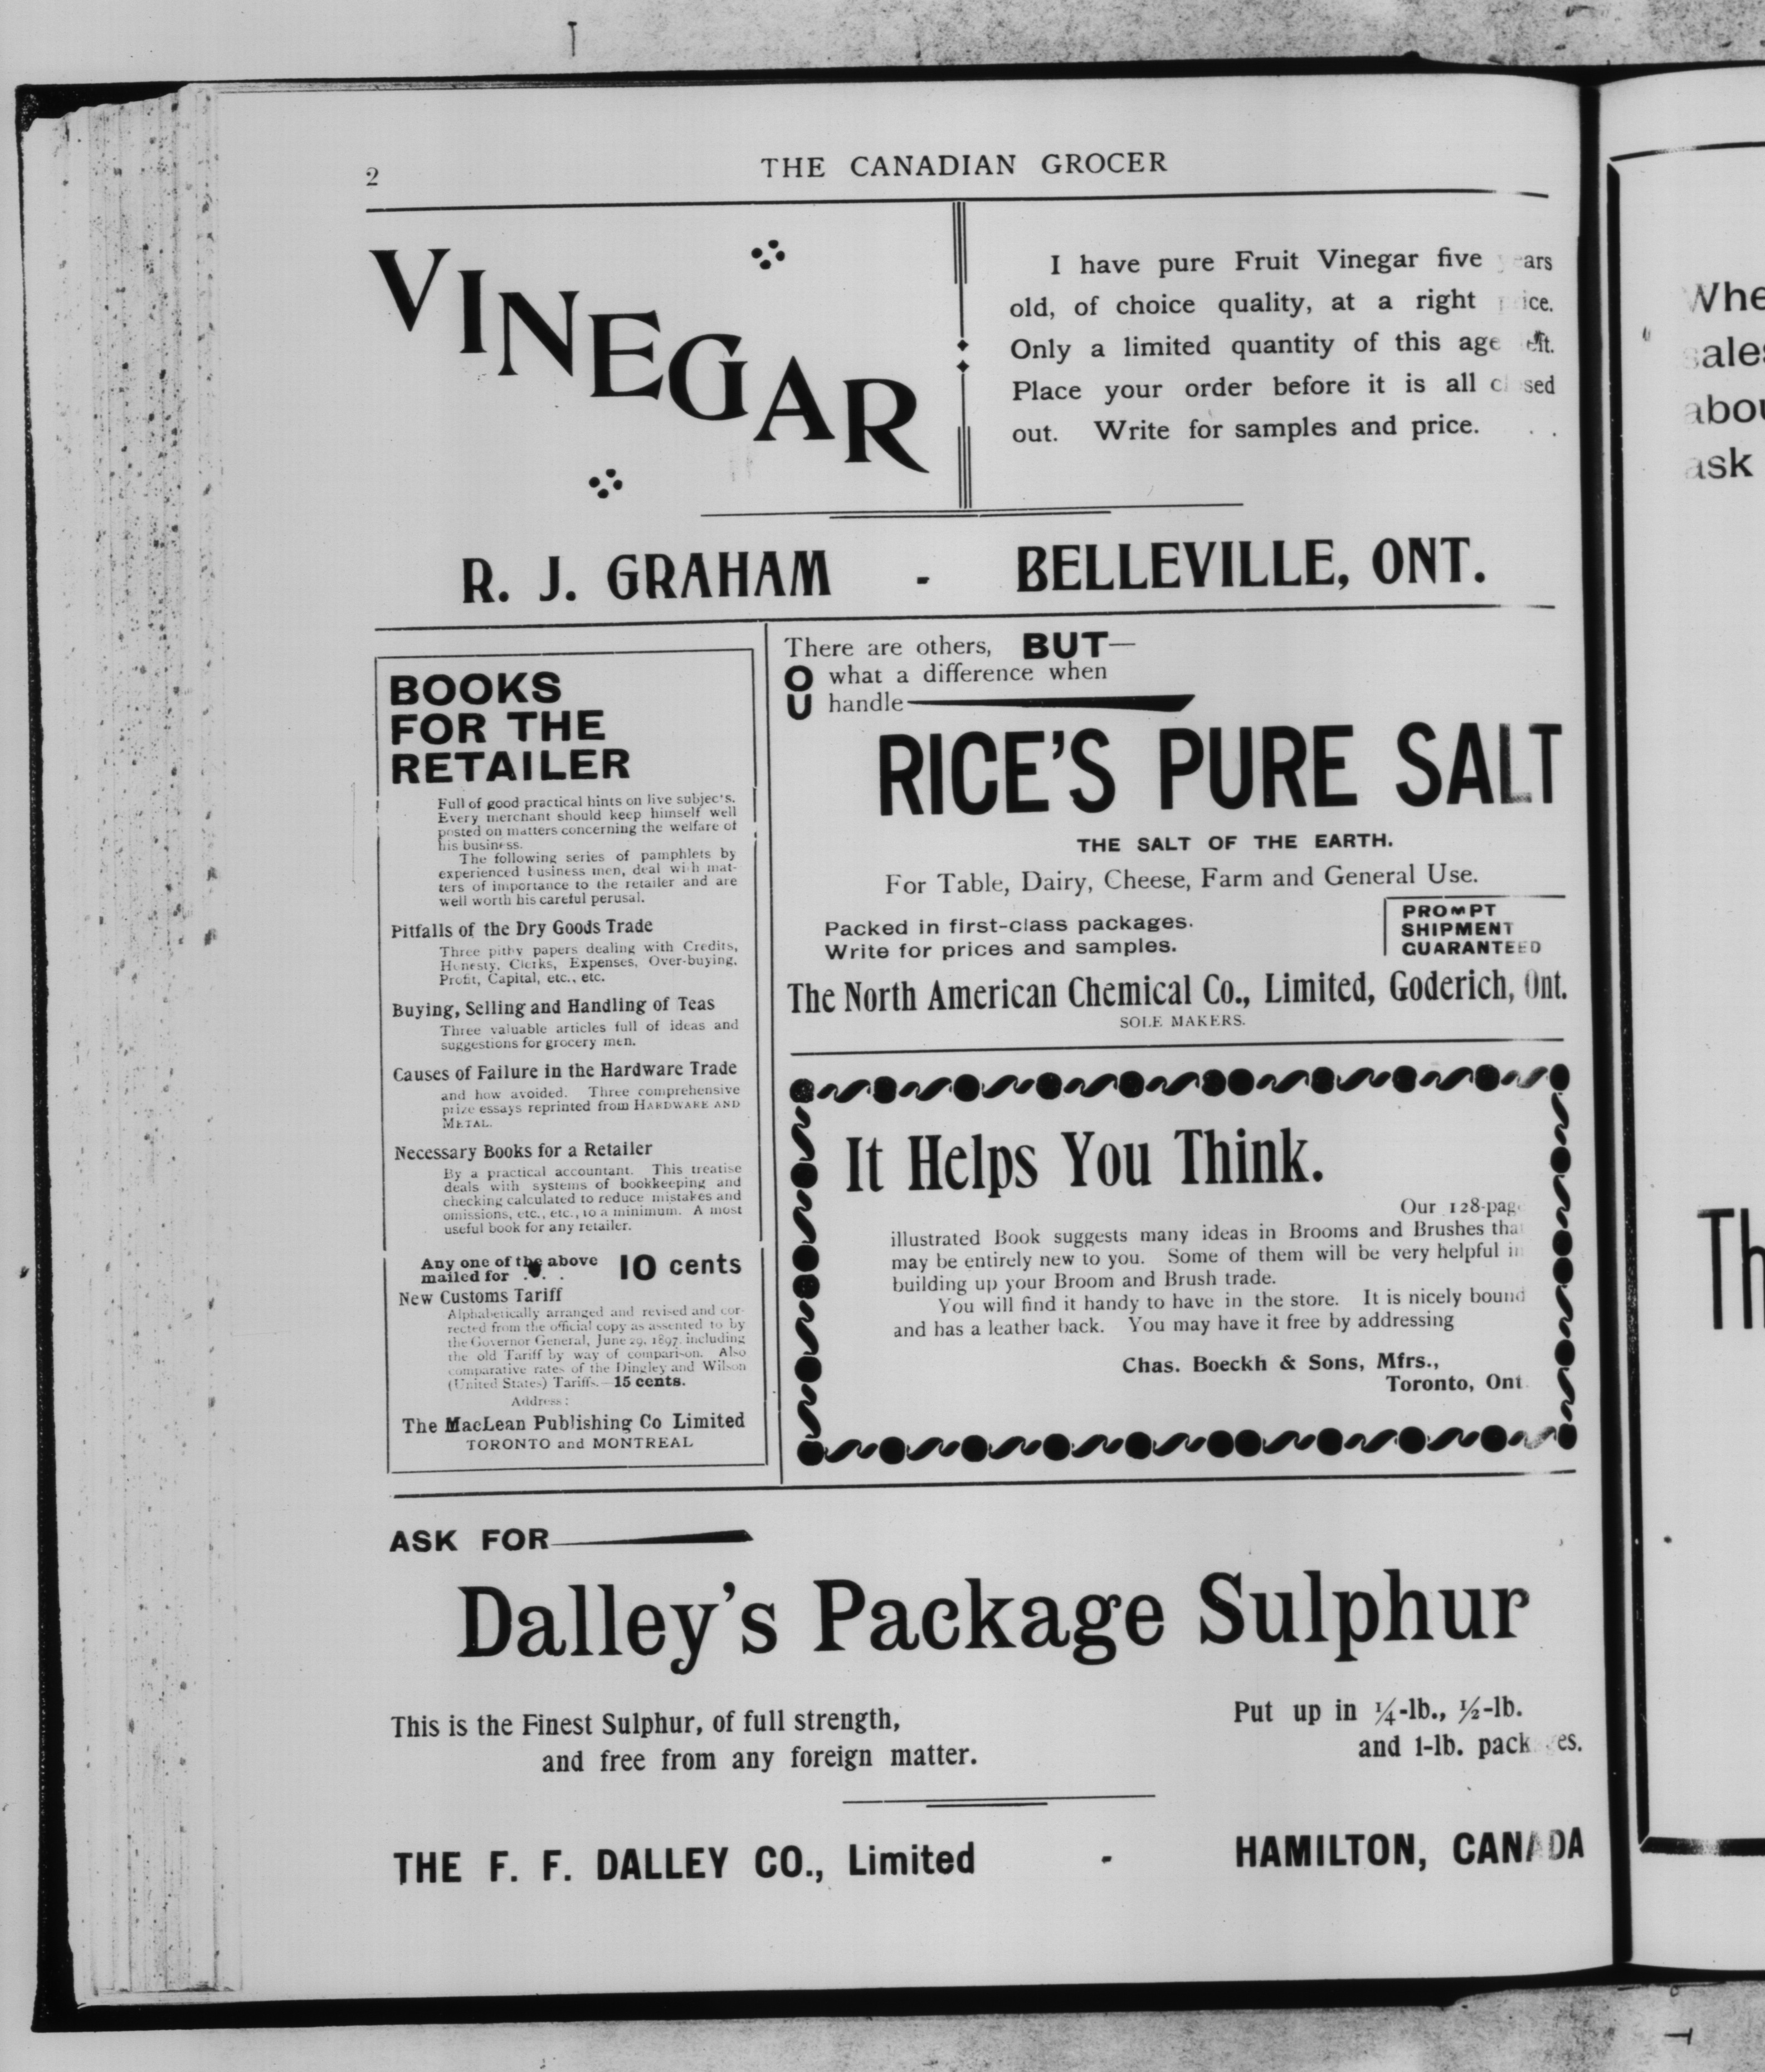 2
THE CANADIAN GROCER
VINEGAR
I have pure Fruit Vinegar five ars
old, of choice quality, at a right ice.
Only a limited quantity of this age
Place your order before it is all c sed
out. Write for samples and price. . .
R. J. GRAHAM - BELLEVILLE, ONT.
BOOKS
FOR THE
RETAILER
Full of good practical hints on live subjec's.
Every merchant should keep himself well
posted on matters concerning the welfare of
his business.
The following series of pamphlets by
experienced business men, deal with mat-
ters of importance to the retailer and are
well worth his careful perusal.
Pitfalls of the Dry Goods Trade
Three pithy papers dealing with Credits,
Honesty, Clerks, Expenses, Over-buying,
Profit, Capital, etc., etc.
Buying, Selling and Handling of Teas
Three valuable articles full of ideas and
suggestions for grocery men.
Causes of Failure in the Hardware Trade
and how avoided. Three comprehensive
prize essays reprinted from HARDWARE AND
METAL.
Necessary Books for a Retailer
By a practical accountant. This treatise
deals with systems of bookkeeping and
checking calculated to reduce mistakes and
omissions, etc., etc., to a minimum. A most
useful book for any retailer.
Any one of the above
mailed for . . . 10 cents
New Customs Tariff
Alphabetically arranged and revised and cor-
rected from the official copy as assented to by
the Governor General, June 29, 1897, including
the old Tariff by way of comparison. Also
comparative rates of the Dingley and Wilson
(United States) Tariffs.—15 cents.
Address:
The MacLean Publishing Co Limited
TORONTO and MONTREAL
There are others, BUT—
O what a difference when
U handle
RICE'S PURE SALT
THE SALT OF THE EARTH.
For Table, Dairy, Cheese, Farm and General Use.
Packed in first-class packages.
Write for prices and samples.
PROMPT
SHIPMENT
GUARANTEED
The North American Chemical Co., Limited, Goderich, Ont.
SOLE MAKERS.
It Helps You Think.
Our 128-page
illustrated Book suggests many ideas in Brooms and Brushes that
may be entirely new to you. Some of them will be very helpful in
building up your Broom and Brush trade.
You will find it handy to have in the store. It is nicely bound
and has a leather back. You may have it free by addressing
Chas. Boeckh & Sons, Mfrs.,
Toronto, Ont.
ASK FOR
Dalley's Package Sulphur
This is the Finest Sulphur, of full strength,
and free from any foreign matter.
Put up in ¼-lb., ½-lb.
and 1-lb. pack es.
THE F. F. DALLEY CO., Limited - HAMILTON, CANADA
Whe
sales
abou
ask
Th